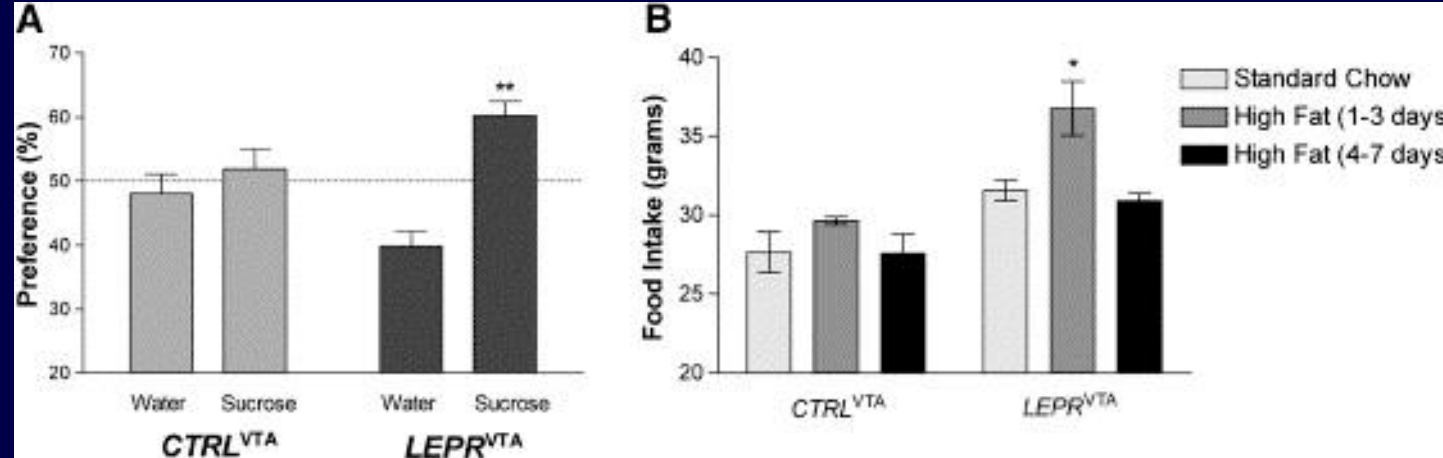 A
Preference (%)
70
60
50
40
30
20
**
Water Sucrose Water Sucrose
CTRLVTA LEPRVTA
B
Food Intake (grams)
40
35
30
25
20
*
CTRLVTA LEPRVTA
Standard Chow
High Fat (1-3 days
High Fat (4-7 days